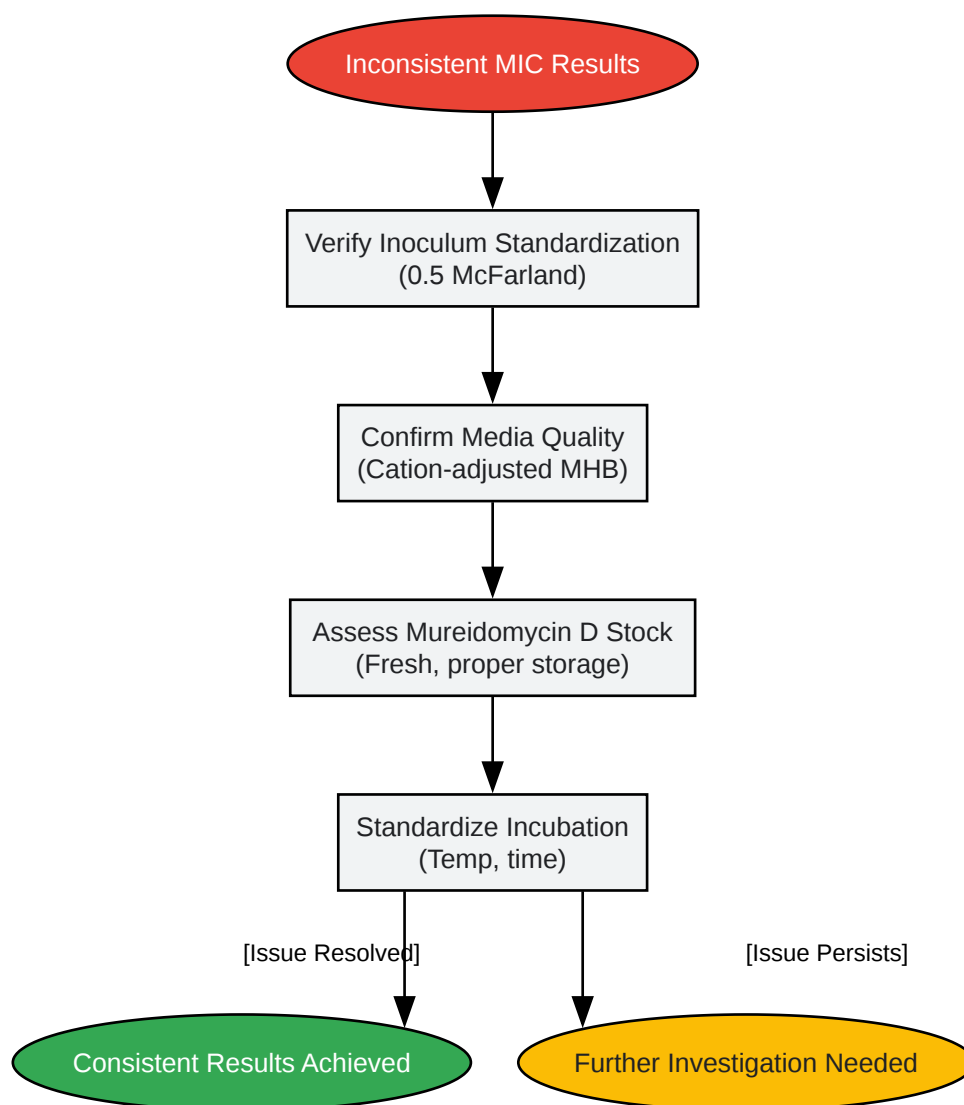 Inconsistent MIC Results
Verify Inoculum Standardization
(0.5 McFarland)
Confirm Media Quality
(Cation-adjusted MHB)
Assess Mureidomycin D Stock
(Fresh, proper storage)
Standardize Incubation
(Temp, time)
[Issue Resolved]
[Issue Persists]
Consistent Results Achieved
Further Investigation Needed